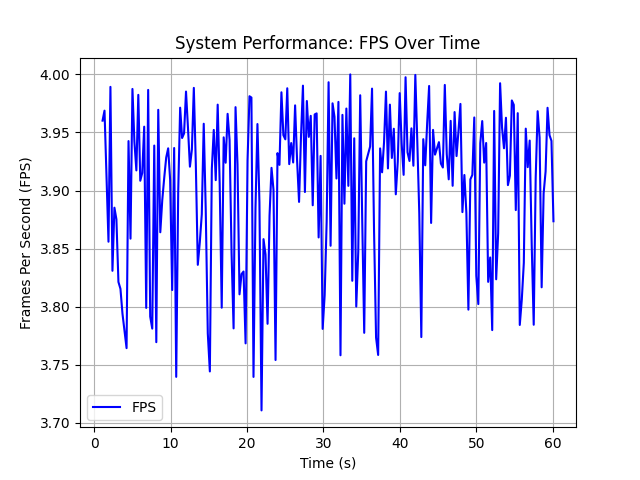 System Performance: FPS Over Time
Frames Per Second (FPS)
4.00
3.95
3.90
3.85
3.80
3.75
3.70
FPS
0 10 20 30 40 50 60
Time (s)